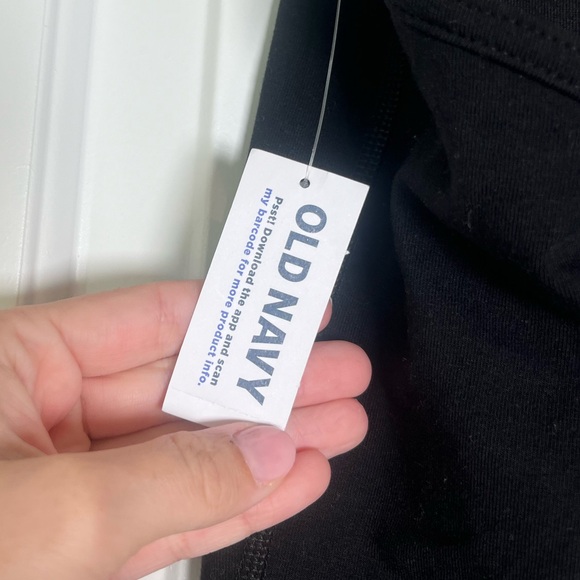 OLD NAVY
Psst! Download the app and scan
my barcode for more product info.